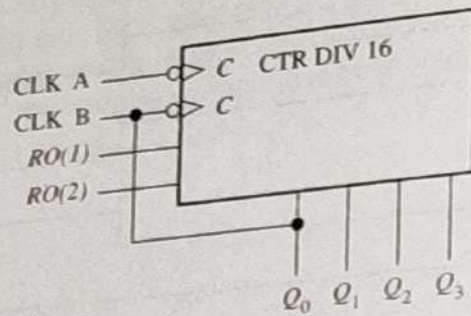 CLK A
C CTR DIV 16
CLK B
C
RO(1)
RO(2)
Q₀ Q₁ Q₂ Q₃